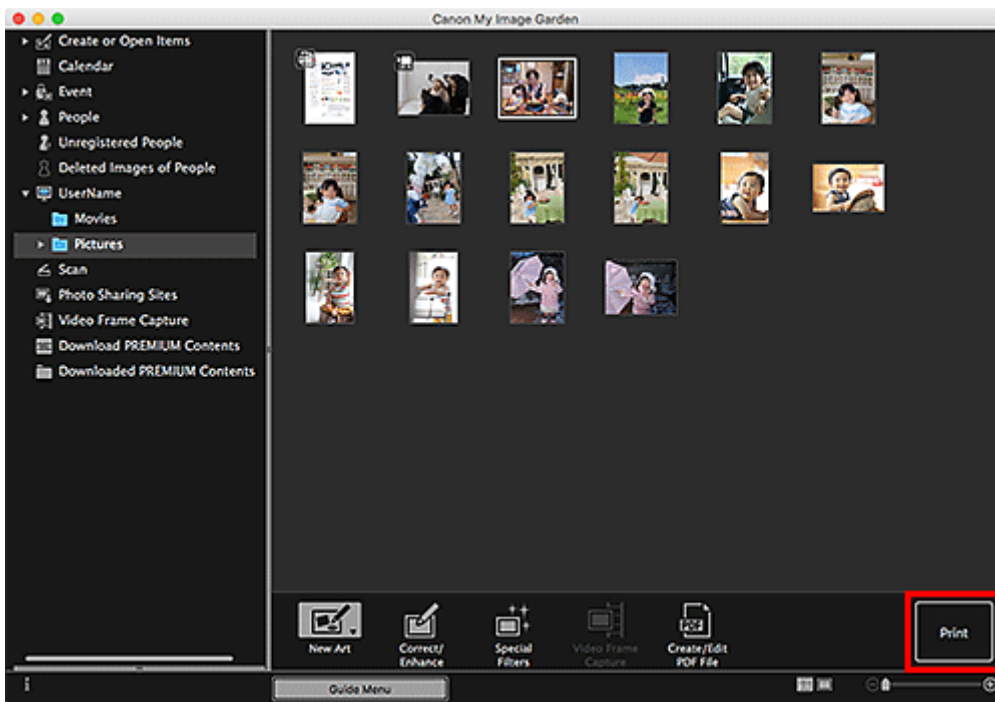 Canon My Image Garden
Create or Open Items
Calendar
Event
People
Unregistered People
Deleted Images of People
UserName
Movies
Pictures
Scan
Photo Sharing Sites
Video Frame Capture
Download PREMIUM Contents
Downloaded PREMIUM Contents
New Art
Correct/
Enhance
Special
Filters
Video Frame
Capture
PDF
Create/Edit
PDF File
Print
Guide Menu